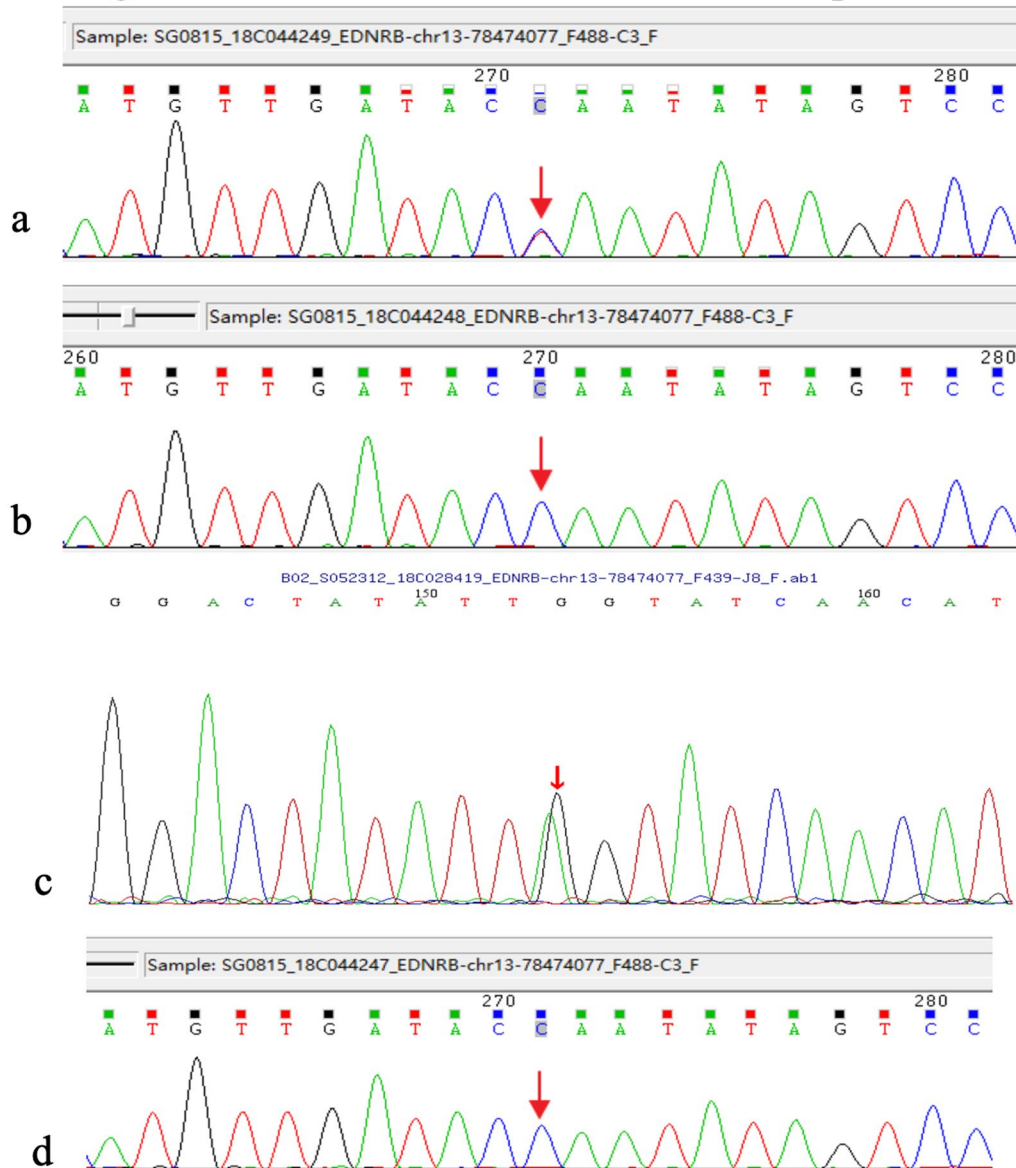 Sample: SG0815_18C044249_EDNRB-chr13-78474077_F488-C3_F
270 280
A T G T T G A T A C C A A T A T A G T C C
a
Sample: SG0815_18C044248_EDNRB-chr13-78474077_F488-C3_F
260 270 280
A T G T T G A T A C C A A T A T A G T C C
b
B02_S052312_18C028419_EDNRB-chr13-78474077_F439-J8_F.ab1
150 160
G G A C T A T A T T G G T A T C A A C A T
c
Sample: SG0815_18C044247_EDNRB-chr13-78474077_F488-C3_F
270 280
A T G T T G A T A C C A A T A T A G T C C
d